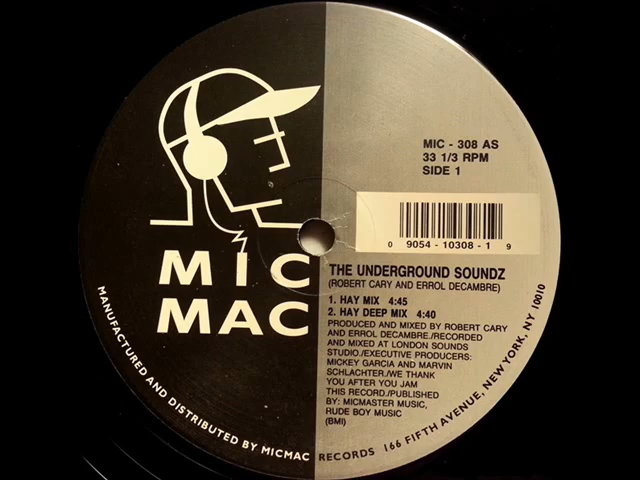 MIC
MAC
MIC - 308 AS
33 1/3 RPM
SIDE 1
0 9054 - 10308 - 1 9
THE UNDERGROUND SOUNDZ
(ROBERT CARY AND ERROL DECAMBRE)
1. HAY MIX 4:45
2. HAY DEEP MIX 4:40
PRODUCED AND MIXED BY ROBERT CARY
AND ERROL DECAMBRE./RECORDED
AND MIXED AT LONDON SOUNDS
STUDIO./EXECUTIVE PRODUCERS:
MICKEY GARCIA AND MARVIN
SCHLACHTER./WE THANK
YOU AFTER YOU JAM
THIS RECORD./PUBLISHED
BY: MICMASTER MUSIC,
RUDE BOY MUSIC
(BMI)
MANUFACTURED AND DISTRIBUTED BY MICMAC RECORDS 166 FIFTH AVENUE, NEW YORK, NY 10010